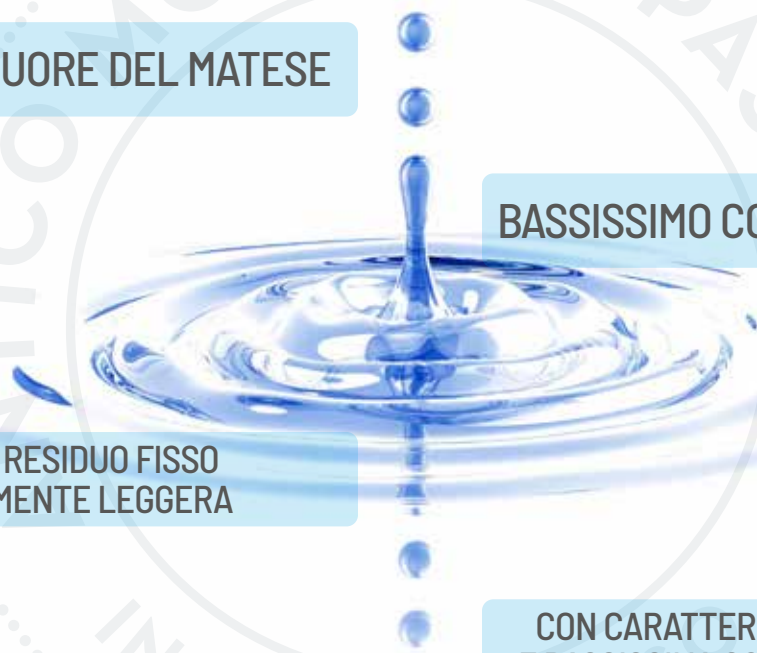 UORE DEL MATESE
BASSISSIMO CO
RESIDUO FISSO
MENTE LEGGERA
CON CARATTER